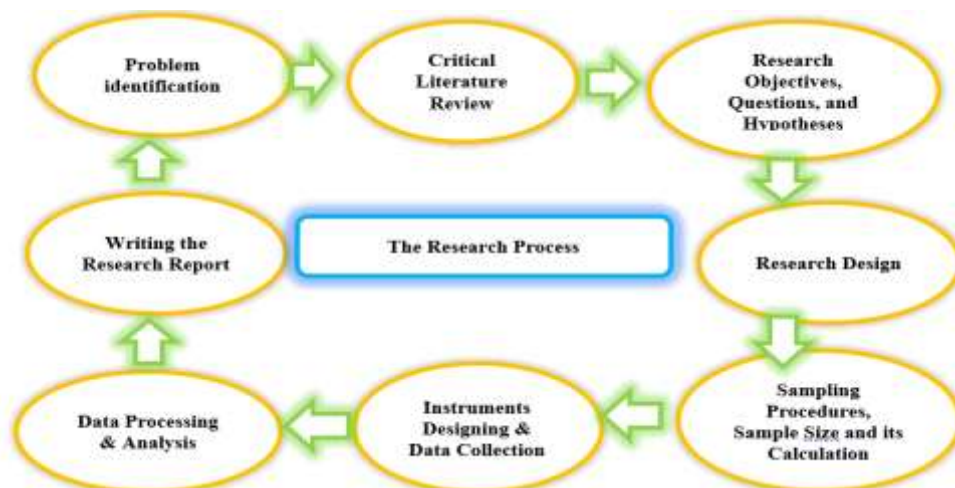 Problem
identification
Critical
Literature
Review
Research
Objectives,
Questions, and
Hypotheses
Writing the
Research Report
The Research Process
Research Design
Data Processing
& Analysis
Instruments
Designing &
Data Collection
Sampling
Procedures,
Sample Size and its
Calculation